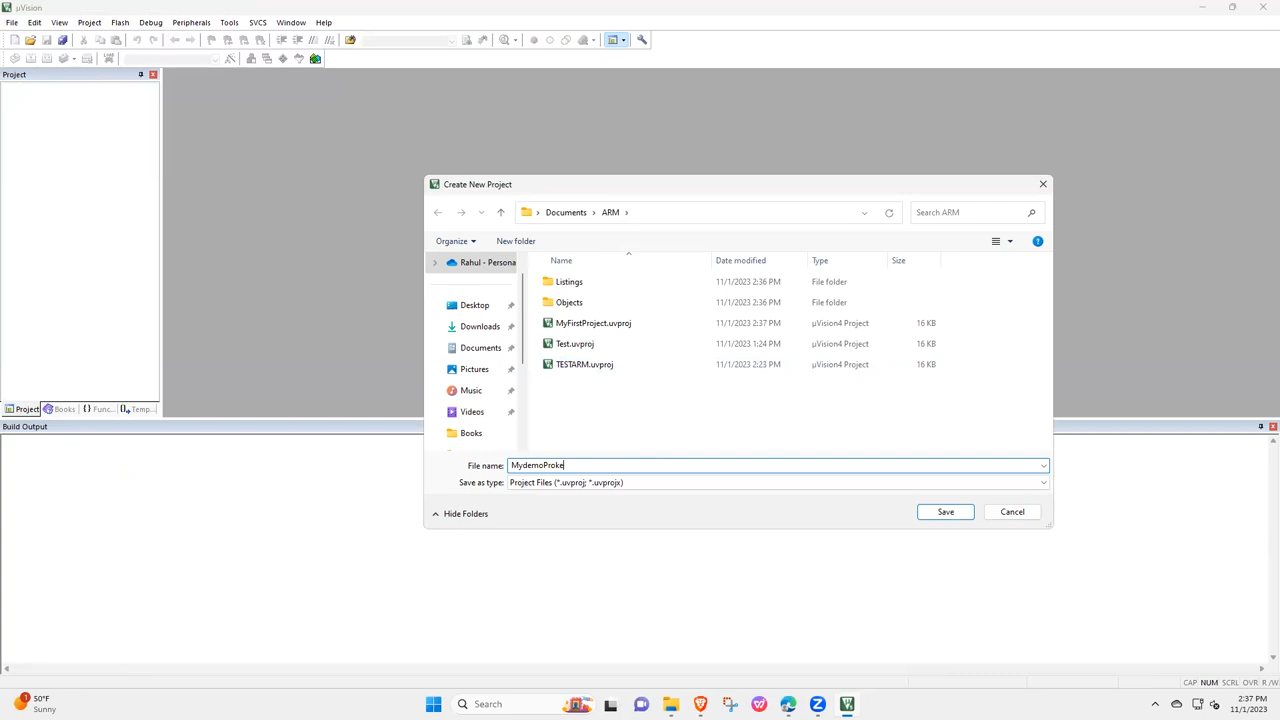 µVision
File Edit View Project Flash Debug Peripherals Tools SVCS Window Help
Project
Create New Project
Documents ARM
Search ARM
Organize New folder
Rahul - Persona
Name Date modified Type Size
Listings 11/1/2023 2:36 PM File folder
Desktop
Objects 11/1/2023 2:36 PM File folder
Downloads
MyFirstProject.uvproj 11/1/2023 2:37 PM µVision4 Project 16 KB
Documents
Test.uvproj 11/1/2023 1:24 PM µVision4 Project 16 KB
Pictures
TESTARM.uvproj 11/1/2023 2:23 PM µVision4 Project 16 KB
Music
Videos
Books
Project Books Func... Temp...
Build Output
File name: MydemoProke
Save as type: Project Files (*.uvproj; *.uvprojx)
Hide Folders
Save Cancel
CAP NUM SCRL OVR R/W
1
50°F
Sunny
Search
2:37 PM
11/1/2023